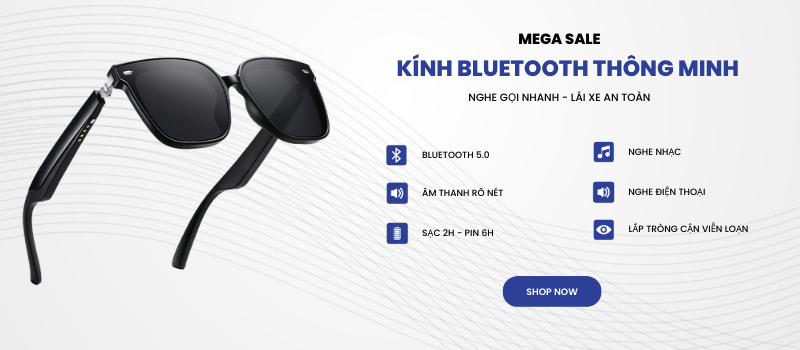 MEGA SALE
KÍNH BLUETOOTH THÔNG MINH
NGHE GỌI NHANH - LÁI XE AN TOÀN
BLUETOOTH 5.0
ÂM THANH RÕ NÉT
SẠC 2H - PIN 6H
NGHE NHẠC
NGHE ĐIỆN THOẠI
LẮP TRÒNG CẬN VIỄN LOẠN
SHOP NOW